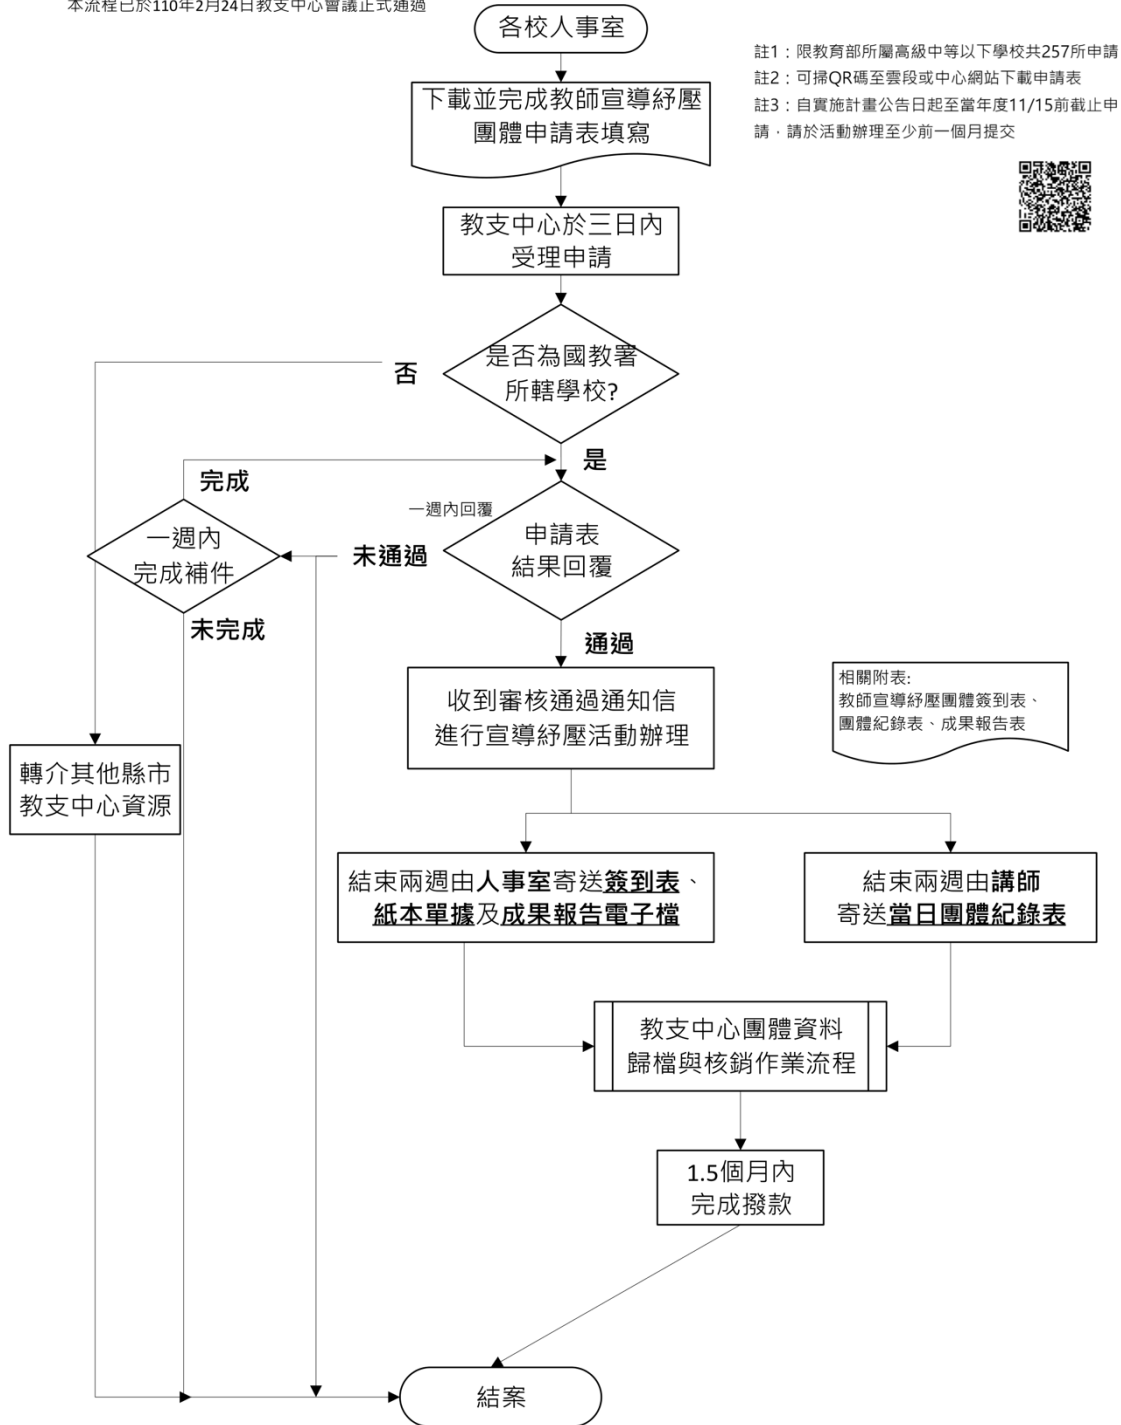 本流程已於110年2月24日教支中心會議正式通過
各校人事室
註1：限教育部所屬高級中等以下學校共257所申請
註2：可掃QR碼至雲段或中心網站下載申請表
註3：自實施計畫公告日起至當年度11/15前截止申
請，請於活動辦理至少前一個月提交
下載並完成教師宣導紓壓
團體申請表填寫
教支中心於三日內
受理申請
是否為國教署
所轄學校?
否
是
完成
一週內回覆
申請表
結果回覆
一週內
完成補件
未通過
未完成
通過
收到審核通過通知信
進行宣導紓壓活動辦理
相關附表:
教師宣導紓壓團體簽到表、
團體紀錄表、成果報告表
轉介其他縣市
教支中心資源
結束兩週由人事室寄送簽到表、
紙本單據及成果報告電子檔
結束兩週由講師
寄送當日團體紀錄表
教支中心團體資料
歸檔與核銷作業流程
1.5個月內
完成撥款
結案